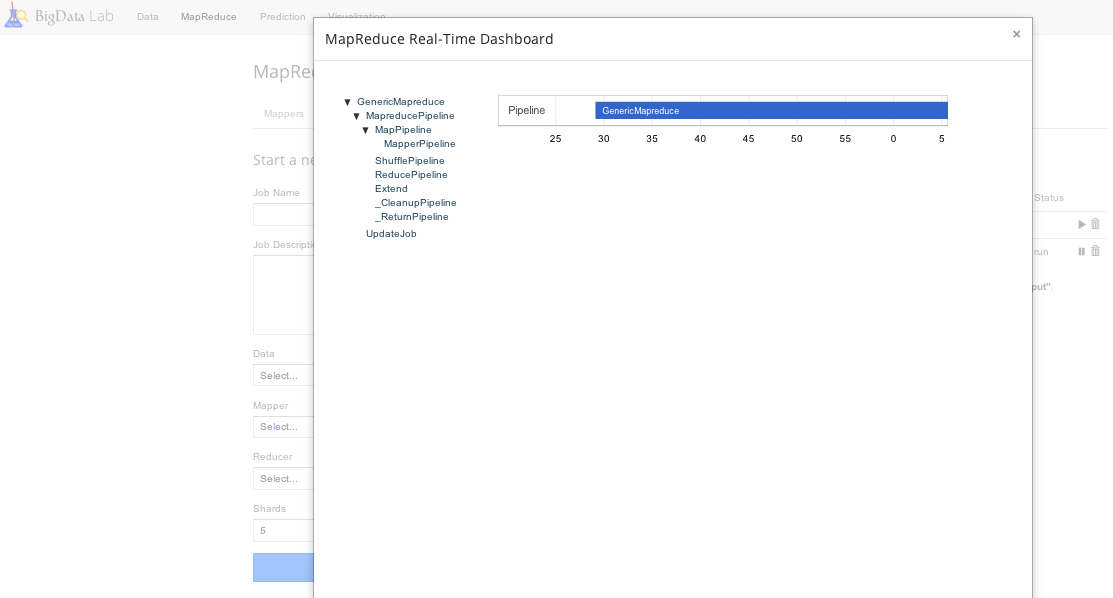 BigData Lab Data MapReduce Prediction Visualization
MapReduce Real-Time Dashboard ×
MapRe
Mappers
Start a ne
Job Name
Job Descripti
Data
Select...
Mapper
Select...
Reducer
Select...
Shards
5
GenericMapreduce
MapreducePipeline
MapPipeline
MapperPipeline
ShufflePipeline
ReducePipeline
Extend
_CleanupPipeline
_ReturnPipeline
UpdateJob
Pipeline GenericMapreduce
25 30 35 40 45 50 55 0 5
Status
run
put".